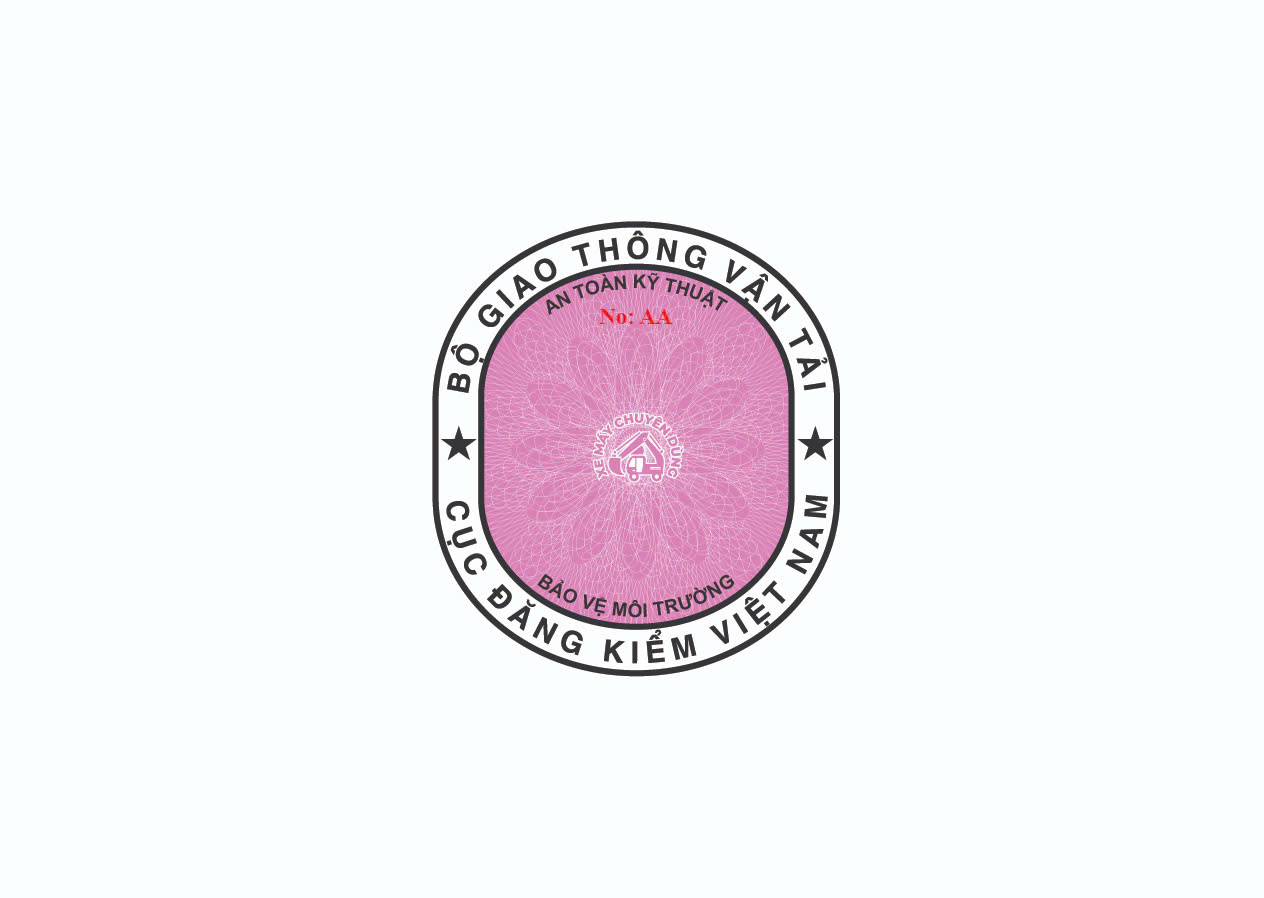 BỘ GIAO THÔNG VẬN TẢI
AN TOÀN KỸ THUẬT
No: AA
XE MÁY CHUYÊN DÙNG
BẢO VỆ MÔI TRƯỜNG
CỤC ĐĂNG KIỂM VIỆT NAM